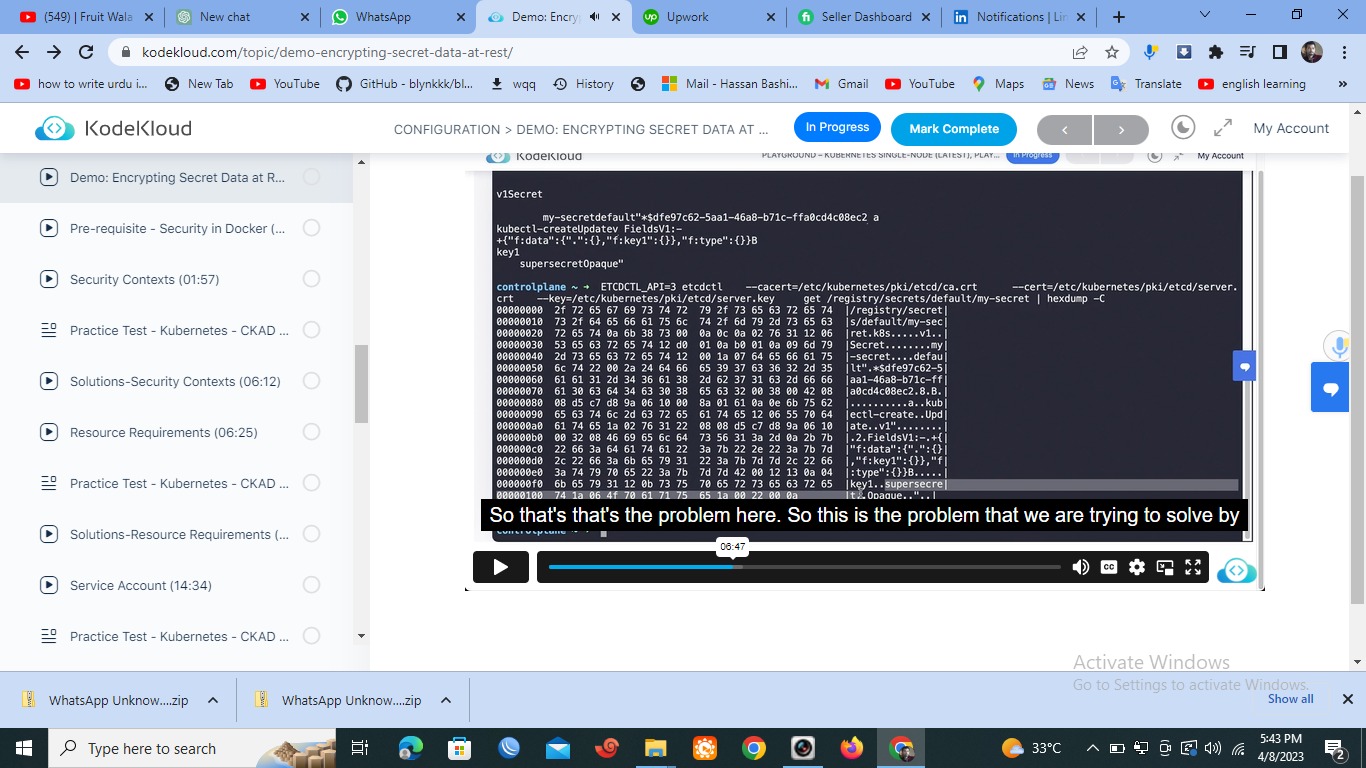 (549) | Fruit Wala
New chat
WhatsApp
Demo: Encry
Upwork
Seller Dashboard
Notifications | Lin
kodekloud.com/topic/demo-encrypting-secret-data-at-rest/
how to write urdu i...
New Tab
YouTube
GitHub - blynkkk/bl...
wqq
History
Mail - Hassan Bashi...
Gmail
YouTube
Maps
News
Translate
english learning
»
KodeKloud
CONFIGURATION > DEMO: ENCRYPTING SECRET DATA AT ...
In Progress
Mark Complete
My Account
Demo: Encrypting Secret Data at R...
Pre-requisite - Security in Docker (...
Security Contexts (01:57)
Practice Test - Kubernetes - CKAD ...
Solutions-Security Contexts (06:12)
Resource Requirements (06:25)
Practice Test - Kubernetes - CKAD ...
Solutions-Resource Requirements (...
Service Account (14:34)
Practice Test - Kubernetes - CKAD ...
KodeKloud
PLAYGROUND – KUBERNETES SINGLE-NODE (LATEST), PLAY...
In Progress
My Account
v1Secret
my-secretdefault"*$dfe97c62-5aa1-46a8-b71c-ffa0cd4c08ec2 a
kubectl-createUpdatev FieldsV1:-
+{"f:data":{".":{},"f:key1":{}},"f:type":{}}B
key1
supersecretOpaque"
controlplane ~ ➜ ETCDCTL_API=3 etcdctl --cacert=/etc/kubernetes/pki/etcd/ca.crt --cert=/etc/kubernetes/pki/etcd/server.
crt --key=/etc/kubernetes/pki/etcd/server.key get /registry/secrets/default/my-secret | hexdump -C
00000000 2f 72 65 67 69 73 74 72 79 2f 73 65 63 72 65 74 |/registry/secret|
00000010 73 2f 64 65 66 61 75 6c 74 2f 6d 79 2d 73 65 63 |s/default/my-sec|
00000020 72 65 74 0a 6b 38 73 00 0a 0c 0a 02 76 31 12 06 |ret.k8s.....v1..|
00000030 53 65 63 72 65 74 12 d0 01 0a b0 01 0a 09 6d 79 |Secret........my|
00000040 2d 73 65 63 72 65 74 12 00 1a 07 64 65 66 61 75 |-secret....defau|
00000050 6c 74 22 00 2a 24 64 66 65 39 37 63 36 32 2d 35 |lt".*$dfe97c62-5|
00000060 61 61 31 2d 34 36 61 38 2d 62 37 31 63 2d 66 66 |aa1-46a8-b71c-ff|
00000070 61 30 63 64 34 63 30 38 65 63 32 00 38 00 42 08 |a0cd4c08ec2.8.B.|
00000080 08 d5 c7 d8 9a 06 10 00 8a 01 61 0a 0e 6b 75 62 |..........a..kub|
00000090 65 63 74 6c 2d 63 72 65 61 74 65 12 06 55 70 64 |ectl-create..Upd|
000000a0 61 74 65 1a 02 76 31 22 08 08 d5 c7 d8 9a 06 10 |ate..v1"........|
000000b0 00 32 08 46 69 65 6c 64 73 56 31 3a 2d 0a 2b 7b |.2.FieldsV1:-.+{|
000000c0 22 66 3a 64 61 74 61 22 3a 7b 22 2e 22 3a 7b 7d |"f:data":{".":{}|
000000d0 2c 22 66 3a 6b 65 79 31 22 3a 7b 7d 7d 2c 22 66 |,"f:key1":{}},"f|
000000e0 3a 74 79 70 65 22 3a 7b 7d 7d 42 00 12 13 0a 04 |:type":{}}B.....|
000000f0 6b 65 79 31 12 0b 73 75 70 65 72 73 65 63 72 65 |key1..supersecre|
00000100 74 1a 06 4f 70 61 71 75 65 1a 00 22 00 0a |t..Opaque.."..|
So that's that's the problem here. So this is the problem that we are trying to solve by
controlplane ~ ➜
06:47
CC
Activate Windows
Go to Settings to activate Windows.
WhatsApp Unknow....zip
WhatsApp Unknow....zip
Show all
Type here to search
33°C
5:43 PM
4/8/2023
2